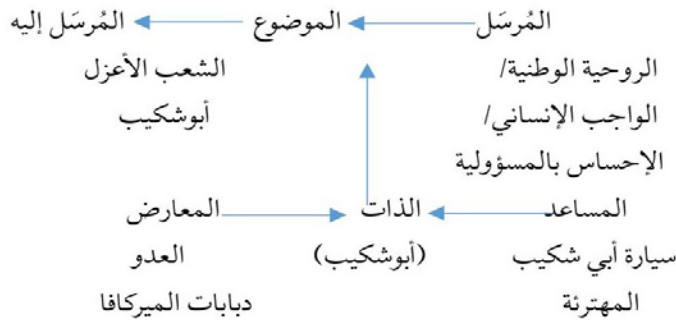 المُرسَل الموضوع المُرسَل إليه
الروحية الوطنية/ الشعب الأعزل
الواجب الإنساني/ أبوشكيب
الإحساس بالمسؤولية
المساعد الذات المعارض
سيارة أبي شكيب (أبوشكيب) العدو
المهترئة دبابات الميركافا